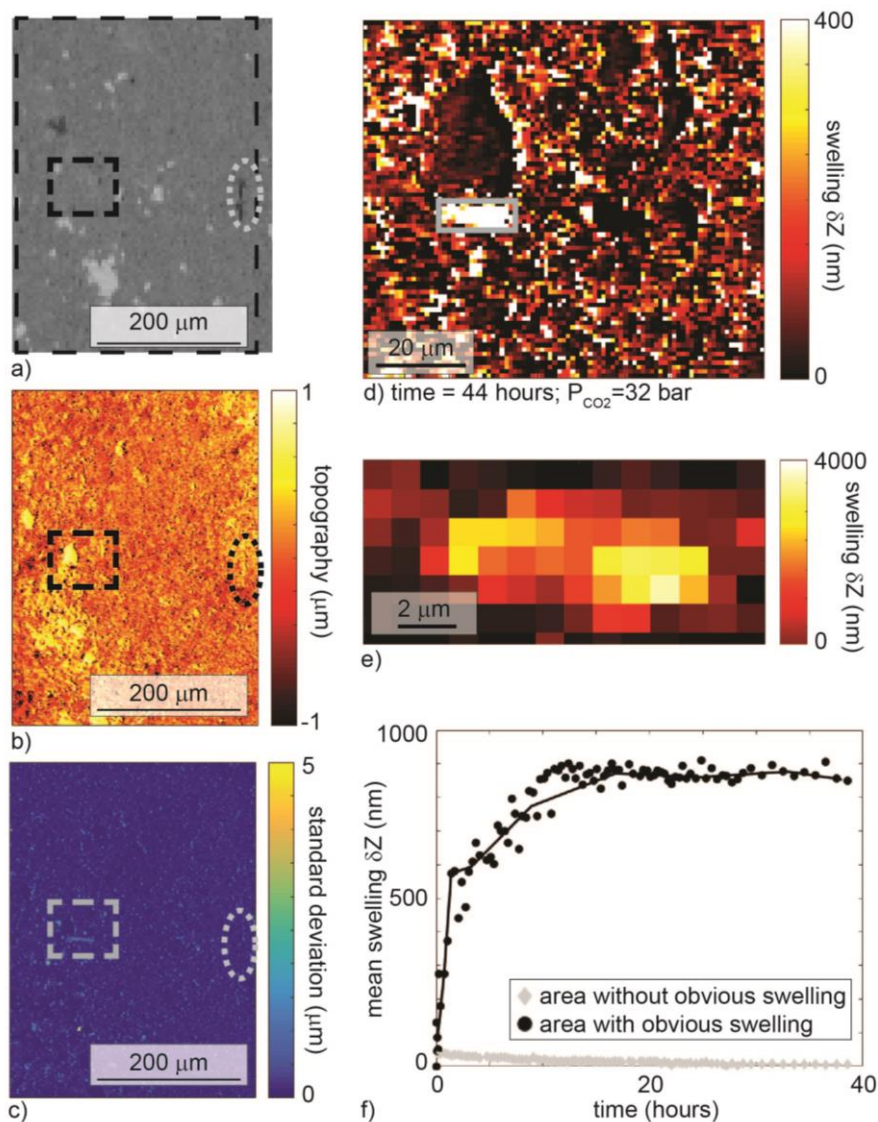 200 μm
a)
1
topography (μm)
-1
200 μm
b)
5
standard deviation (μm)
0
200 μm
c)
400
swelling δZ (nm)
0
20 μm
d) time = 44 hours; P_CO2=32 bar
4000
swelling δZ (nm)
0
2 μm
e)
1000
mean swelling δZ (nm)
500
0
area without obvious swelling
area with obvious swelling
0
20
40
f)
time (hours)